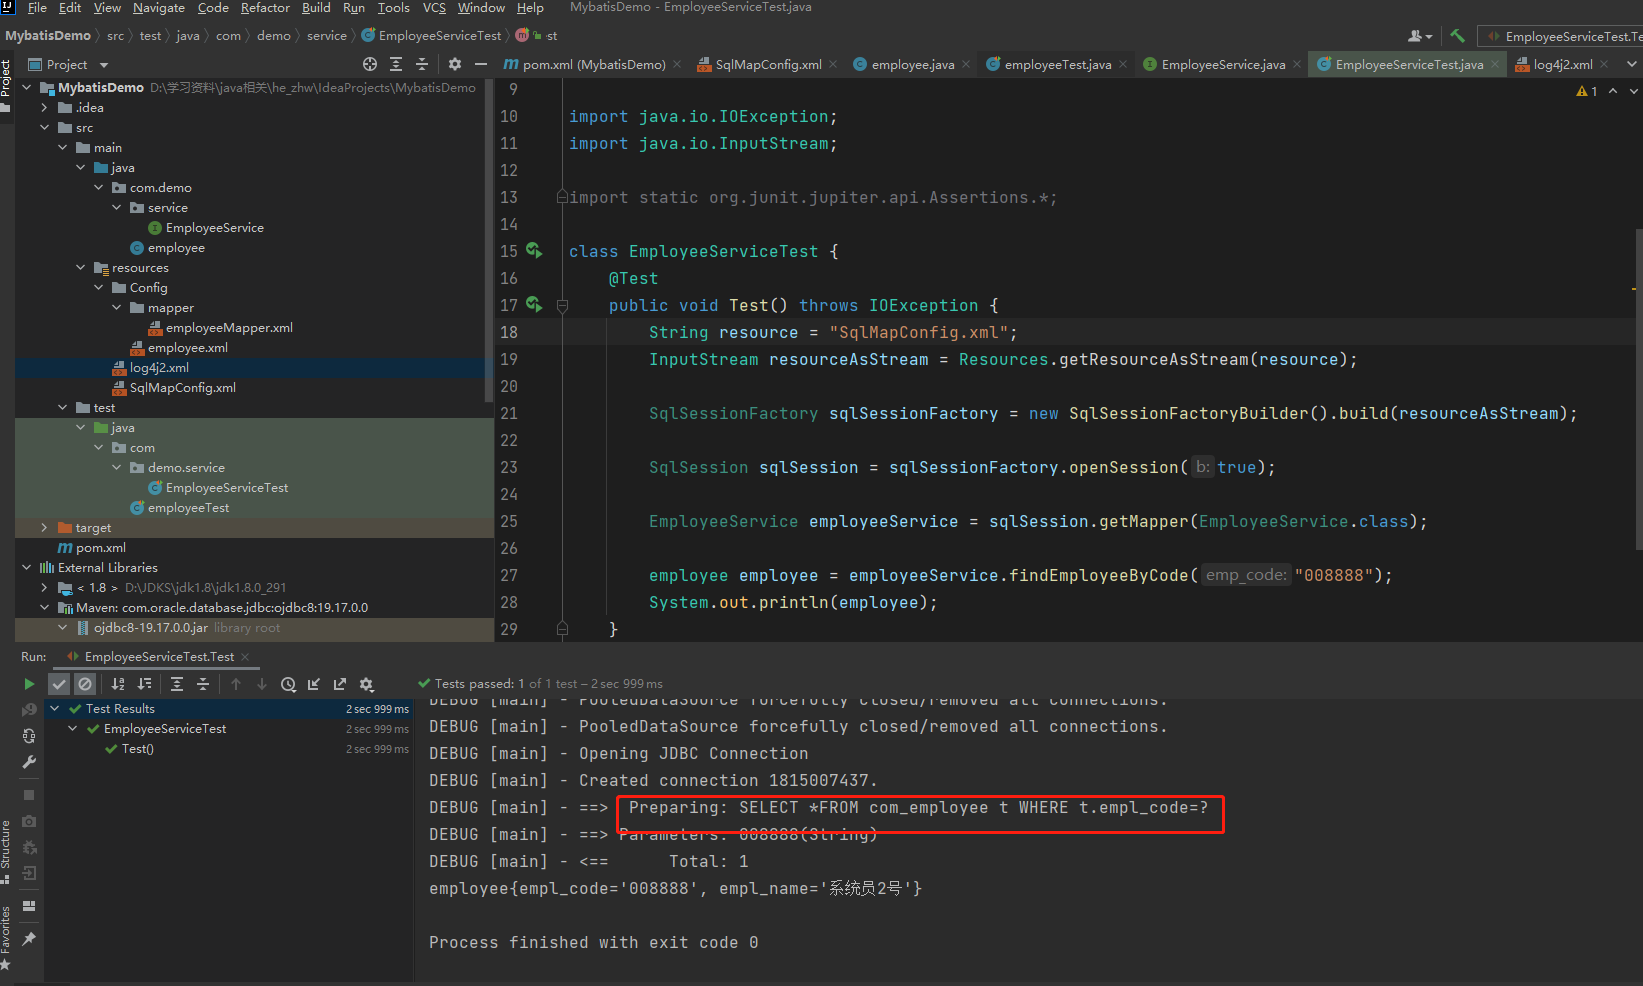 File Edit View Navigate Code Refactor Build Run Tools VCS Window Help MybatisDemo - EmployeeServiceTest.java
MybatisDemo src test java com demo service EmployeeServiceTest
EmployeeServiceTest.Te
Project
Project
pom.xml (MybatisDemo) SqlMapConfig.xml employee.java employeeTest.java EmployeeService.java EmployeeServiceTest.java log4j2.xml
MybatisDemo D:\学习资料\java相关\he_zhw\IdeaProjects\MybatisDemo
.idea
src
main
java
com.demo
service
EmployeeService
employee
resources
Config
mapper
employeeMapper.xml
employee.xml
log4j2.xml
SqlMapConfig.xml
test
java
com
demo.service
EmployeeServiceTest
employeeTest
target
pom.xml
External Libraries
< 1.8 > D:\JDKS\jdk1.8\jdk1.8.0_291
Maven: com.oracle.database.jdbc:ojdbc8:19.17.0.0
ojdbc8-19.17.0.0.jar library root
1
9
10 import java.io.IOException;
11 import java.io.InputStream;
12
13 import static org.junit.jupiter.api.Assertions.*;
14
15 class EmployeeServiceTest {
16 @Test
17 public void Test() throws IOException {
18 String resource = "SqlMapConfig.xml";
19 InputStream resourceAsStream = Resources.getResourceAsStream(resource);
20
21 SqlSessionFactory sqlSessionFactory = new SqlSessionFactoryBuilder().build(resourceAsStream);
22
23 SqlSession sqlSession = sqlSessionFactory.openSession( b: true);
24
25 EmployeeService employeeService = sqlSession.getMapper(EmployeeService.class);
26
27 employee employee = employeeService.findEmployeeByCode( emp_code: "008888");
28 System.out.println(employee);
29 }
Run: EmployeeServiceTest.Test
Tests passed: 1 of 1 test – 2 sec 999 ms
Test Results 2 sec 999 ms
EmployeeServiceTest 2 sec 999 ms
Test() 2 sec 999 ms
DEBUG [main] - PooledDataSource forcefully closed/removed all connections.
DEBUG [main] - PooledDataSource forcefully closed/removed all connections.
DEBUG [main] - Opening JDBC Connection
DEBUG [main] - Created connection 1815007437.
DEBUG [main] - ==>  Preparing: SELECT *FROM com_employee t WHERE t.empl_code=?
DEBUG [main] - ==> Parameters: 008888(String)
DEBUG [main] - <==      Total: 1
employee{empl_code='008888', empl_name='系统员2号'}
Process finished with exit code 0
Structure
Favorites